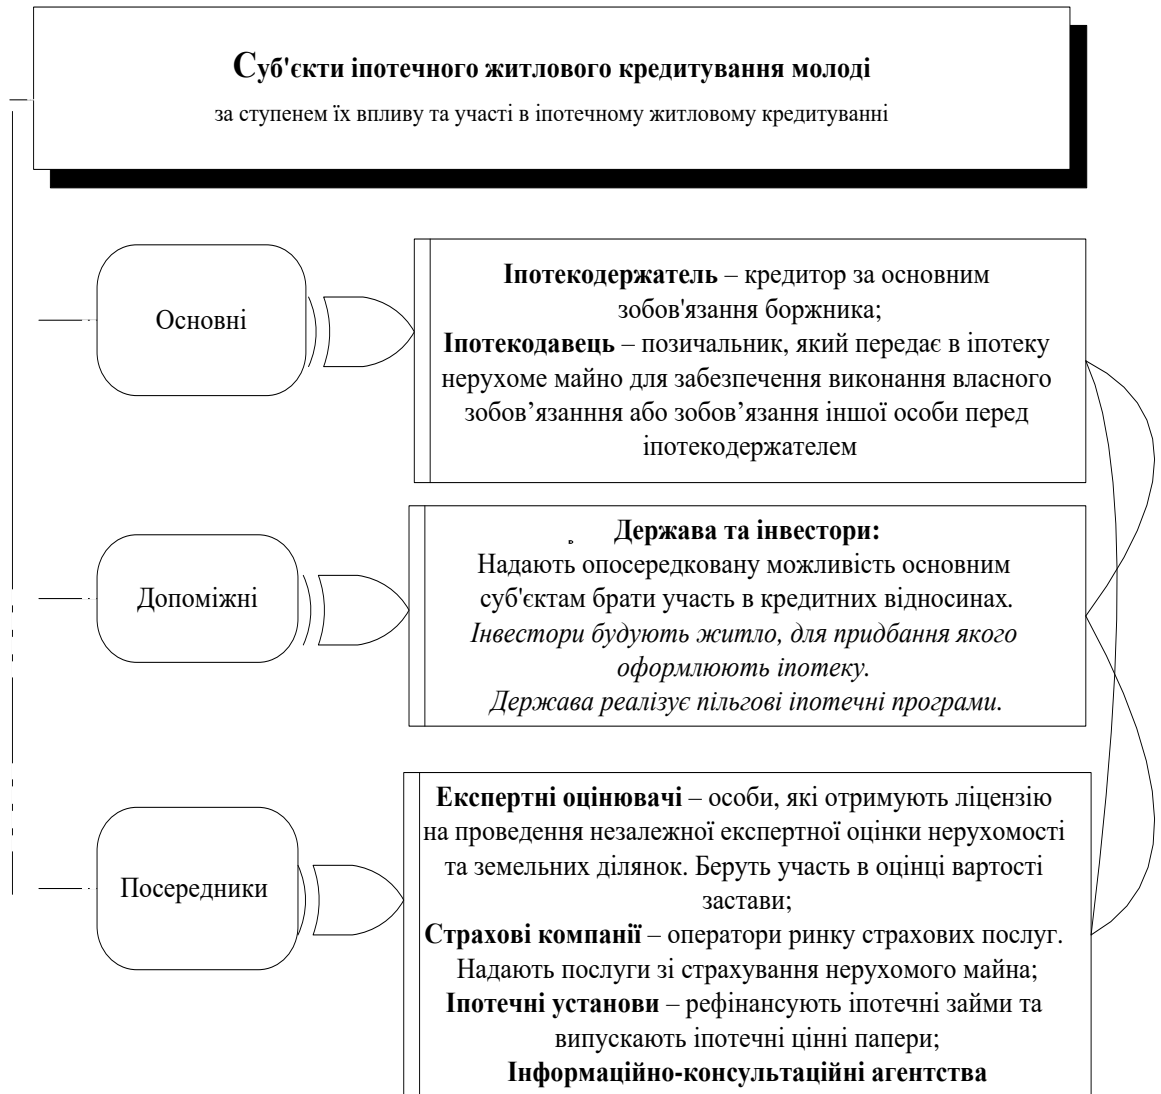 Суб'єкти іпотечного житлового кредитування молоді
за ступенем їх впливу та участі в іпотечному житловому кредитуванні
Основні
Іпотекодержатель – кредитор за основним
зобов'язання боржника;
Іпотекодавець – позичальник, який передає в іпотеку
нерухоме майно для забезпечення виконання власного
зобов’язанння або зобов’язання іншої особи перед
іпотекодержателем
Допоміжні
Держава та інвестори:
Надають опосередковану можливість основним
суб'єктам брати участь в кредитних відносинах.
Інвестори будують житло, для придбання якого
оформлюють іпотеку.
Держава реалізує пільгові іпотечні програми.
Посередники
Експертні оцінювачі – особи, які отримують ліцензію
на проведення незалежної експертної оцінки нерухомості
та земельних ділянок. Беруть участь в оцінці вартості
застави;
Страхові компанії – оператори ринку страхових послуг.
Надають послуги зі страхування нерухомого майна;
Іпотечні установи – рефінансують іпотечні займи та
випускають іпотечні цінні папери;
Інформаційно-консультаційні агентства